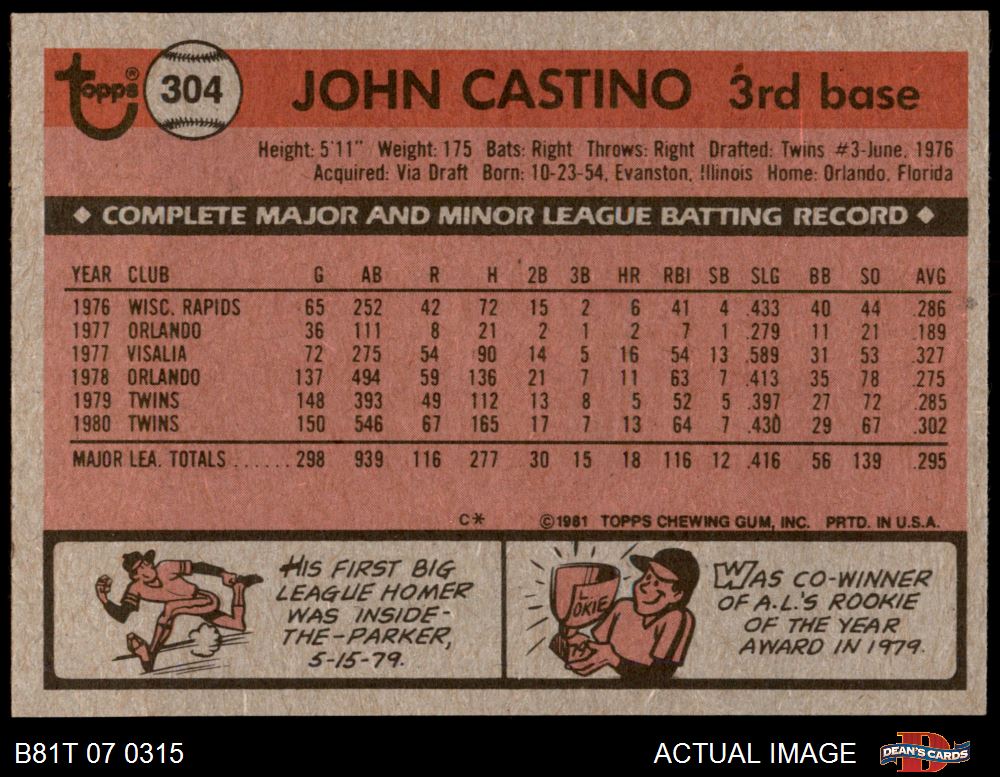 topps® 304 JOHN CASTINO 3rd base
Height: 5'11" Weight: 175 Bats: Right Throws: Right Drafted: Twins #3-June, 1976
Acquired: Via Draft Born: 10-23-54, Evanston, Illinois Home: Orlando, Florida
◆ COMPLETE MAJOR AND MINOR LEAGUE BATTING RECORD ◆
YEAR CLUB G AB R H 2B 3B HR RBI SB SLG BB SO AVG
1976 WISC. RAPIDS 65 252 42 72 15 2 6 41 4 .433 40 44 .286
1977 ORLANDO 36 111 8 21 2 1 2 7 1 .279 11 21 .189
1977 VISALIA 72 275 54 90 14 5 16 54 13 .589 31 53 .327
1978 ORLANDO 137 494 59 136 21 7 11 63 7 .413 35 78 .275
1979 TWINS 148 393 49 112 13 8 5 52 5 .397 27 72 .285
1980 TWINS 150 546 67 165 17 7 13 64 7 .430 29 67 .302
MAJOR LEA. TOTALS ...... 298 939 116 277 30 15 18 116 12 .416 56 139 .295
C* ©1981 TOPPS CHEWING GUM, INC. PRTD. IN U.S.A.
HIS FIRST BIG
LEAGUE HOMER
WAS INSIDE-
THE-PARKER,
5-15-79.
OKIE
'79
WAS CO-WINNER
OF A.L.'S ROOKIE
OF THE YEAR
AWARD IN 1979.
B81T 07 0315 ACTUAL IMAGE DEAN'S CARDS